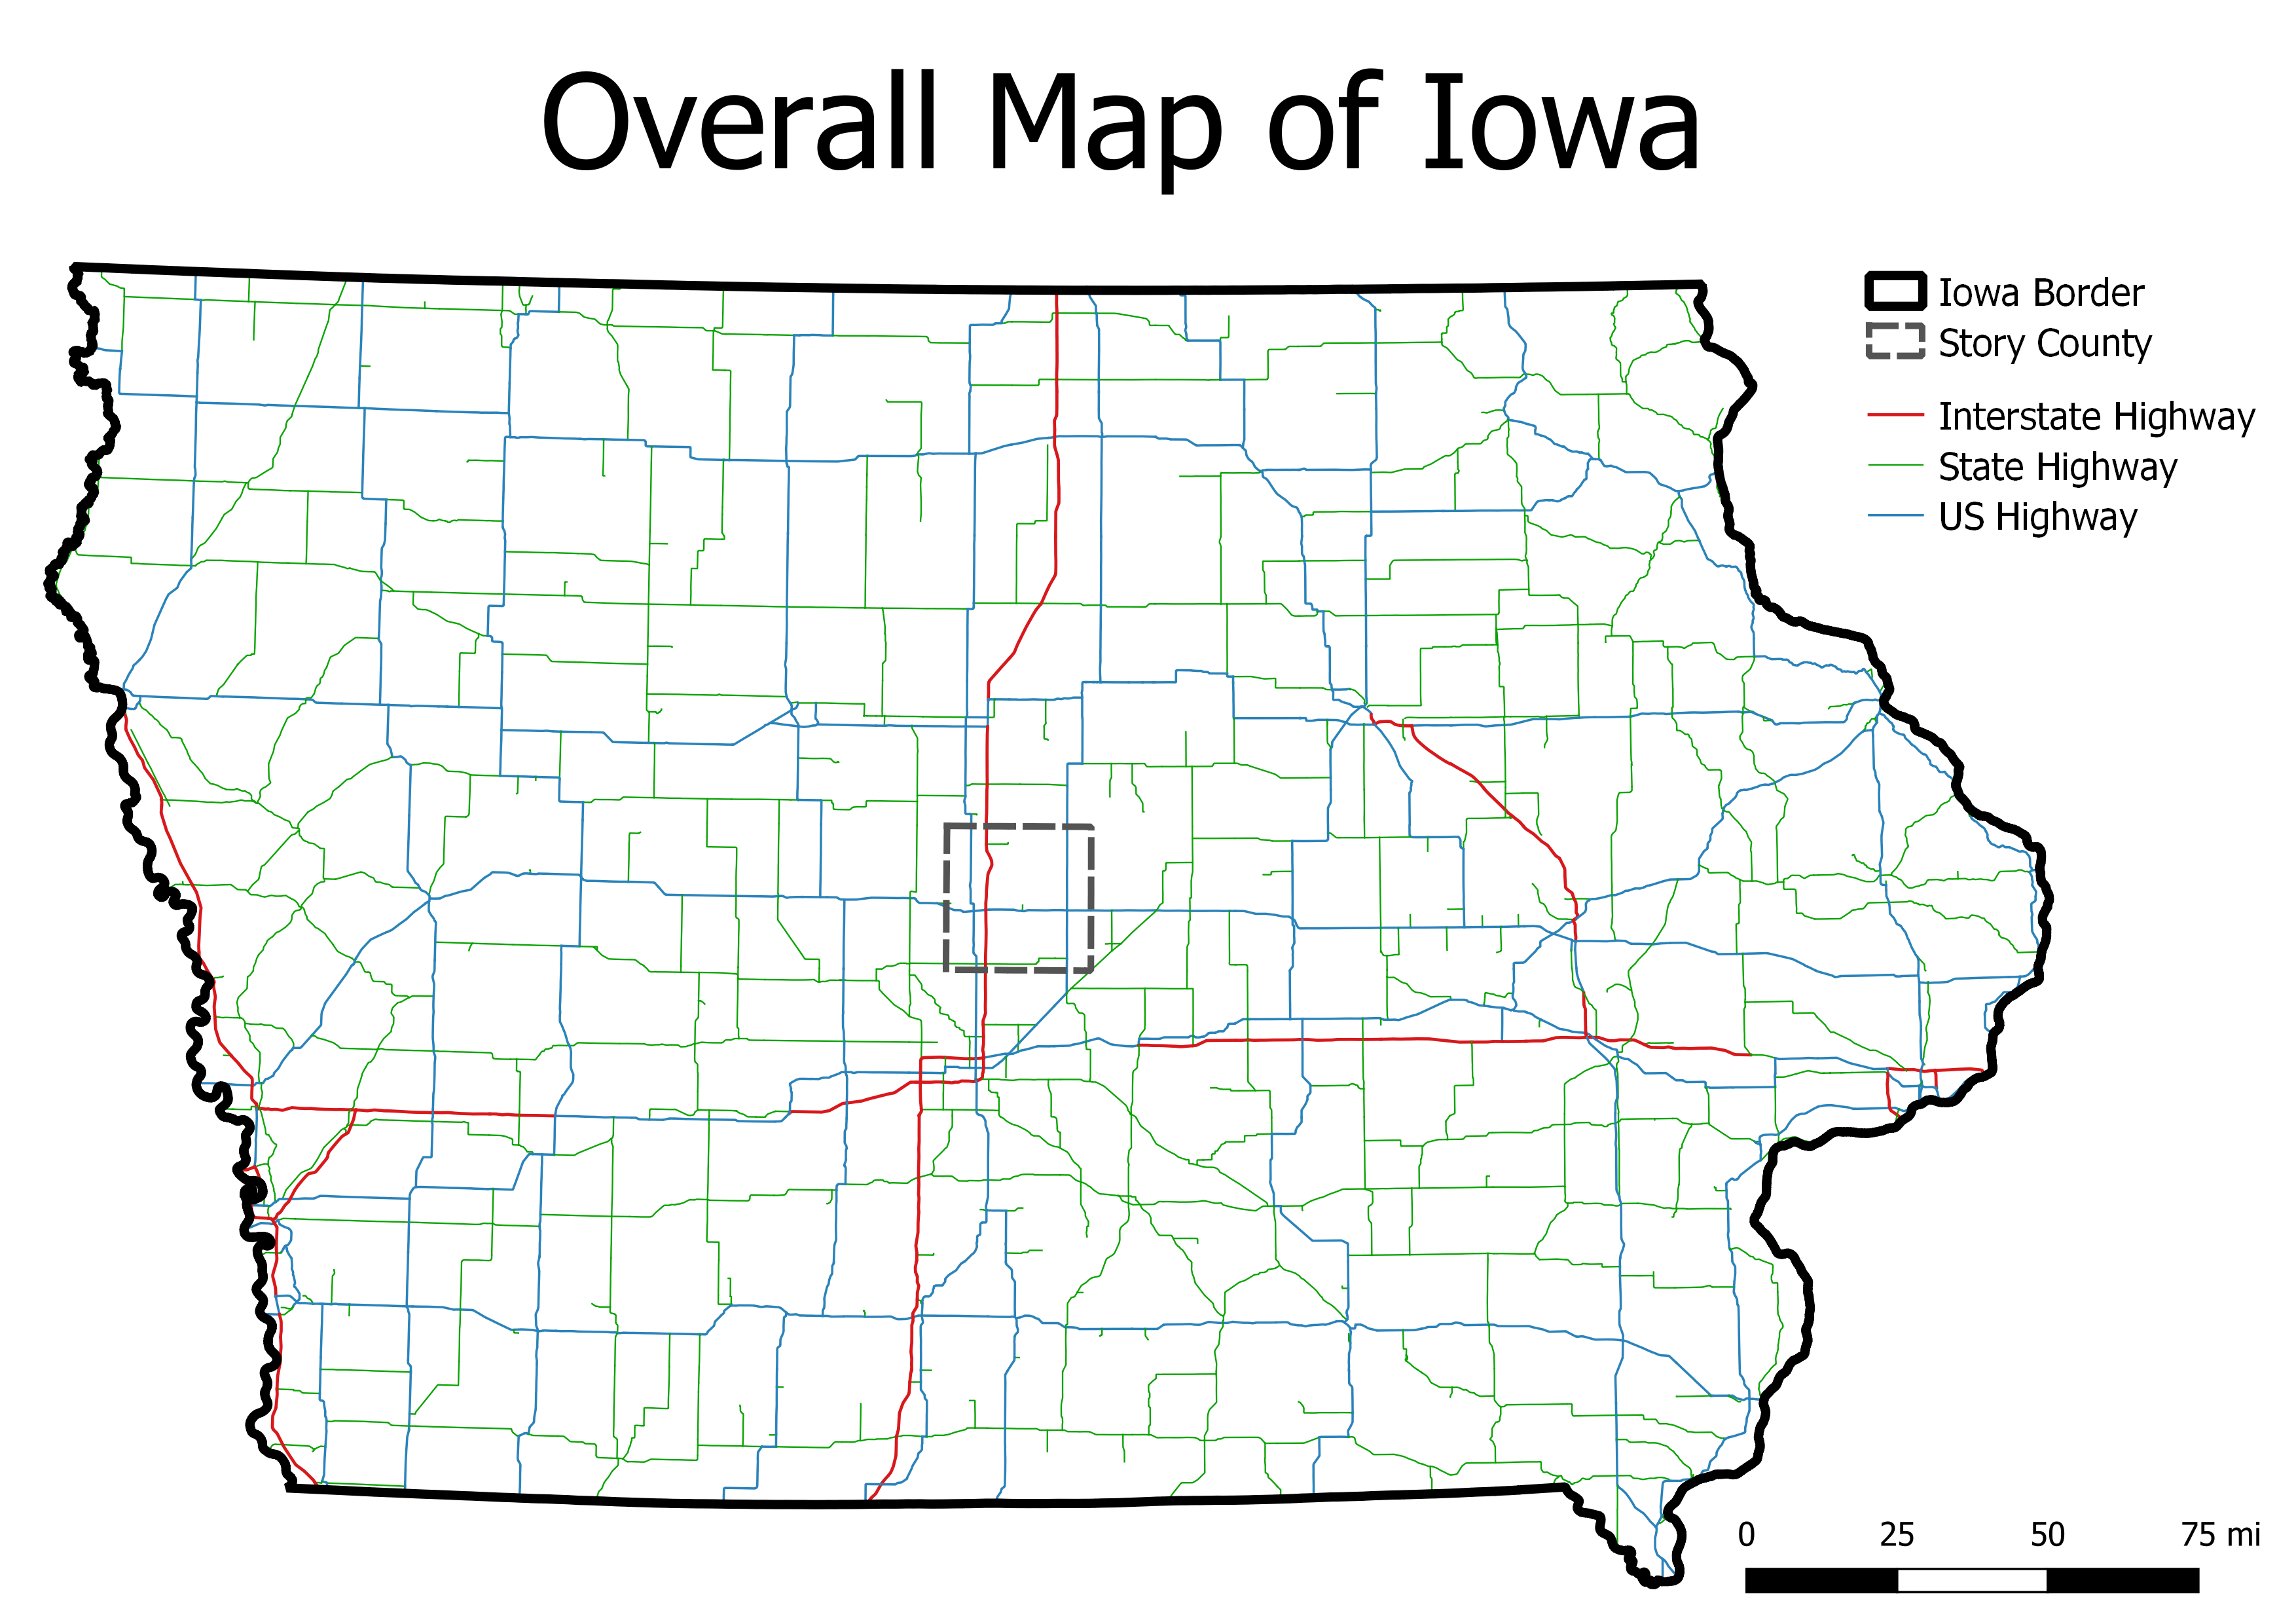 Overall Map of Iowa
Iowa Border
Story County
Interstate Highway
State Highway
US Highway
0 25 50 75 mi